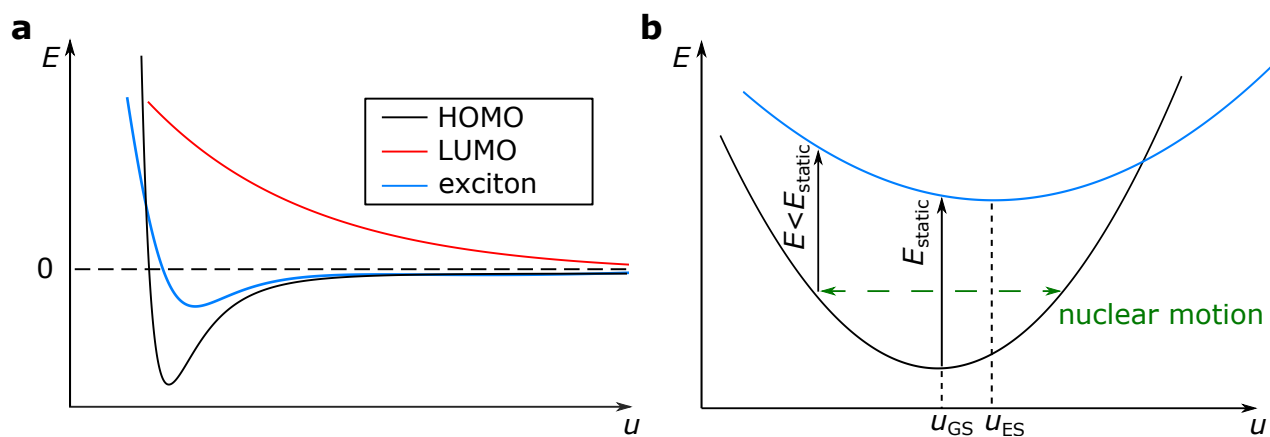 a
E
HOMO
LUMO
exciton
0
u
b
E
E<E_static
E_static
nuclear motion
u_GS
u_ES
u